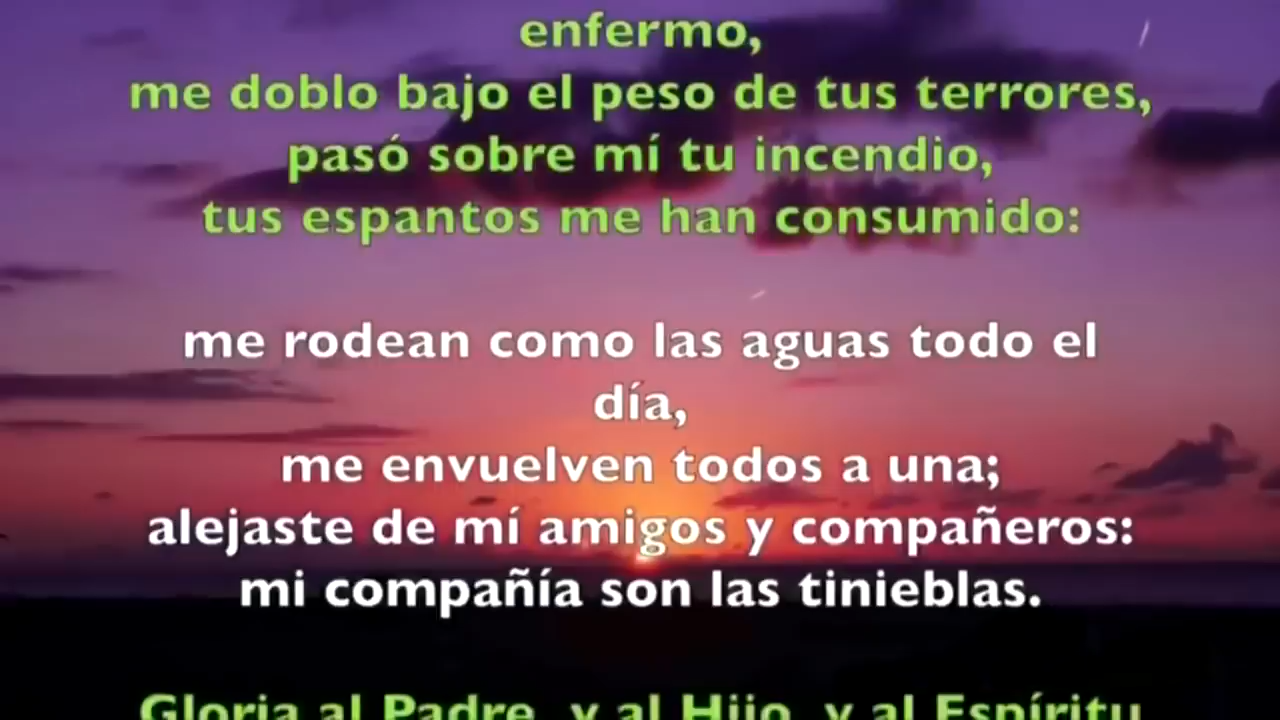 enfermo,
me doblo bajo el peso de tus terrores,
pasó sobre mí tu incendio,
tus espantos me han consumido:
me rodean como las aguas todo el
día,
me envuelven todos a una;
alejaste de mí amigos y compañeros:
mi compañía son las tinieblas.
Gloria al Padre, y al Hijo, y al Espíritu